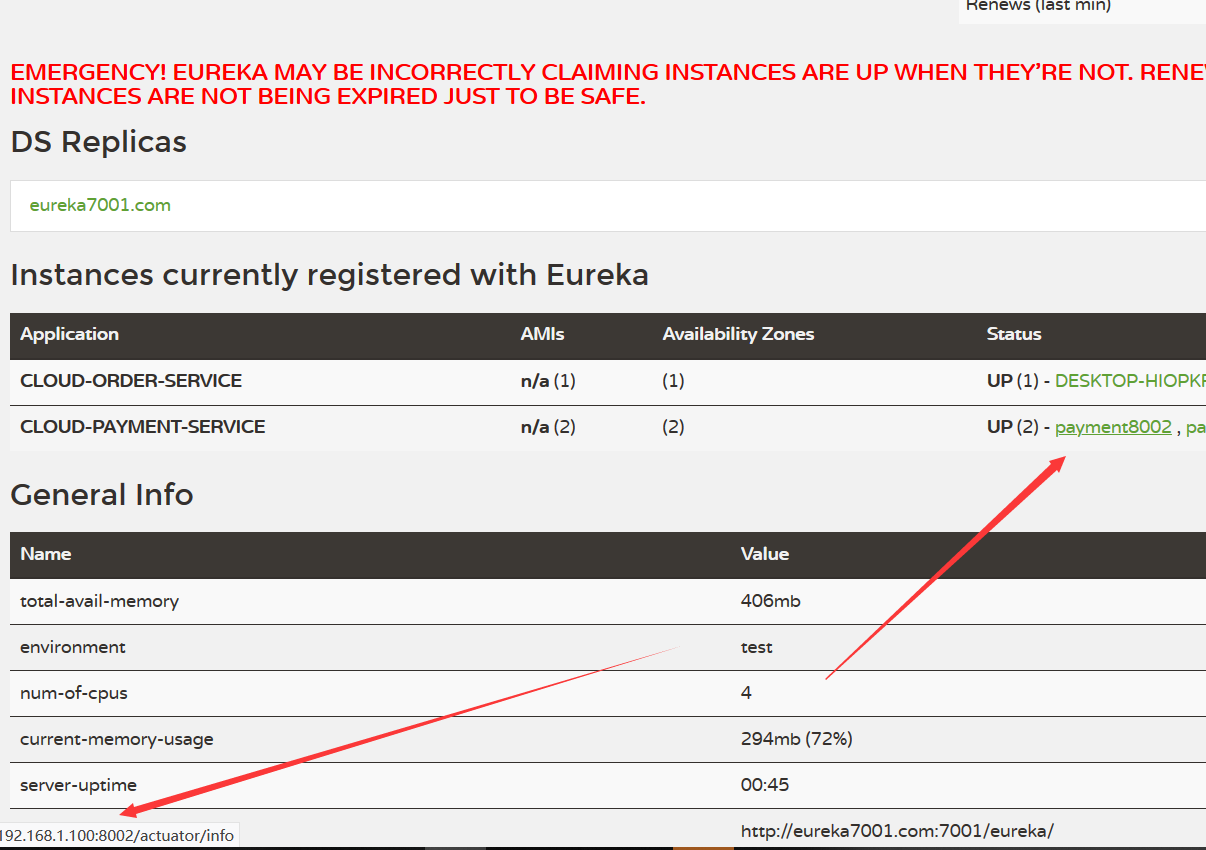 Renews (last min)
EMERGENCY! EUREKA MAY BE INCORRECTLY CLAIMING INSTANCES ARE UP WHEN THEY'RE NOT.
INSTANCES ARE NOT BEING EXPIRED JUST TO BE SAFE.
DS Replicas
eureka7001.com
Instances currently registered with Eureka
Application AMIs Availability Zones Status
CLOUD-ORDER-SERVICE n/a (1) (1) UP (1) - DESKTOP-HIOPK
CLOUD-PAYMENT-SERVICE n/a (2) (2) UP (2) - payment8002 , pa
General Info
Name Value
total-avail-memory 406mb
environment test
num-of-cpus 4
current-memory-usage 294mb (72%)
server-uptime 00:45
http://eureka7001.com:7001/eureka/
192.168.1.100:8002/actuator/info